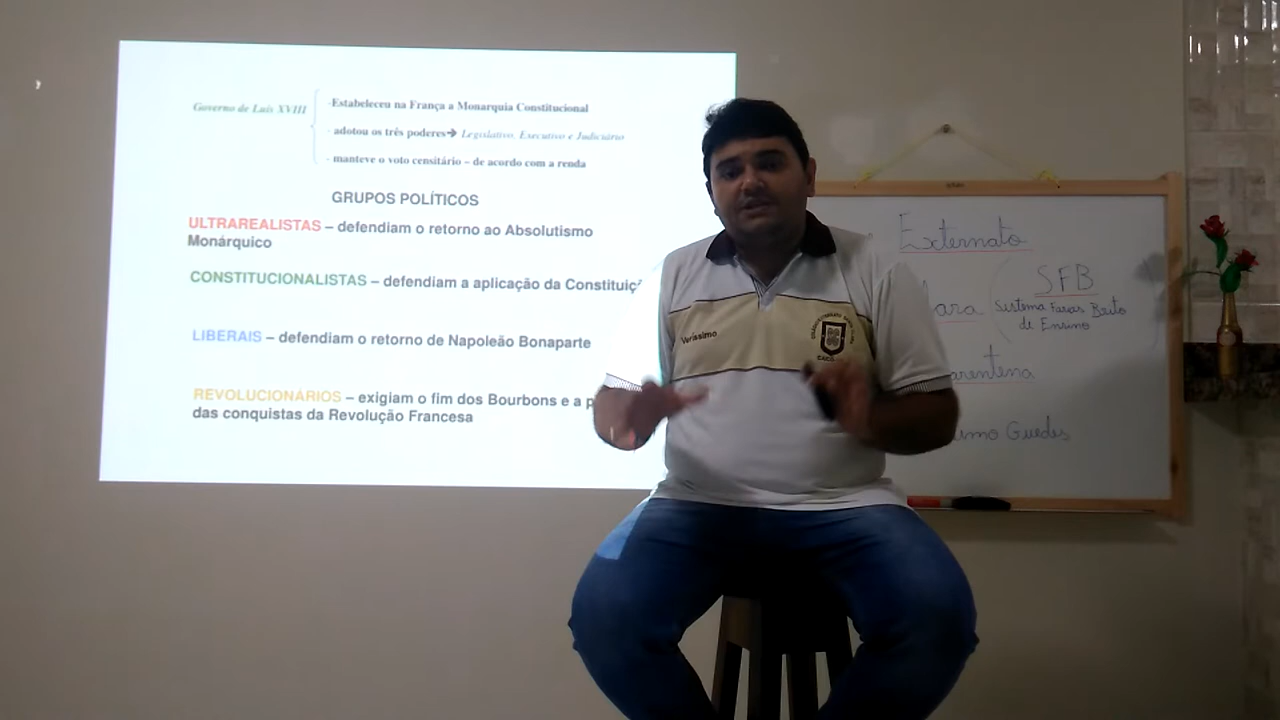 Governo de Luis XVIII
-Estabeleceu na França a Monarquia Constitucional
- adotou os três poderes➔ Legislativo, Executivo e Judiciário
- manteve o voto censitário – de acordo com a renda
GRUPOS POLÍTICOS
ULTRAREALISTAS – defendiam o retorno ao Absolutismo
Monárquico
CONSTITUCIONALISTAS – defendiam a aplicação da Constituiç
LIBERAIS – defendiam o retorno de Napoleão Bonaparte
REVOLUCIONÁRIOS – exigiam o fim dos Bourbons e a p
das conquistas da Revolução Francesa
Veríssimo
Externato
SFB
Sistema Farias Brito
de Ensino
arentena
imo Guedes